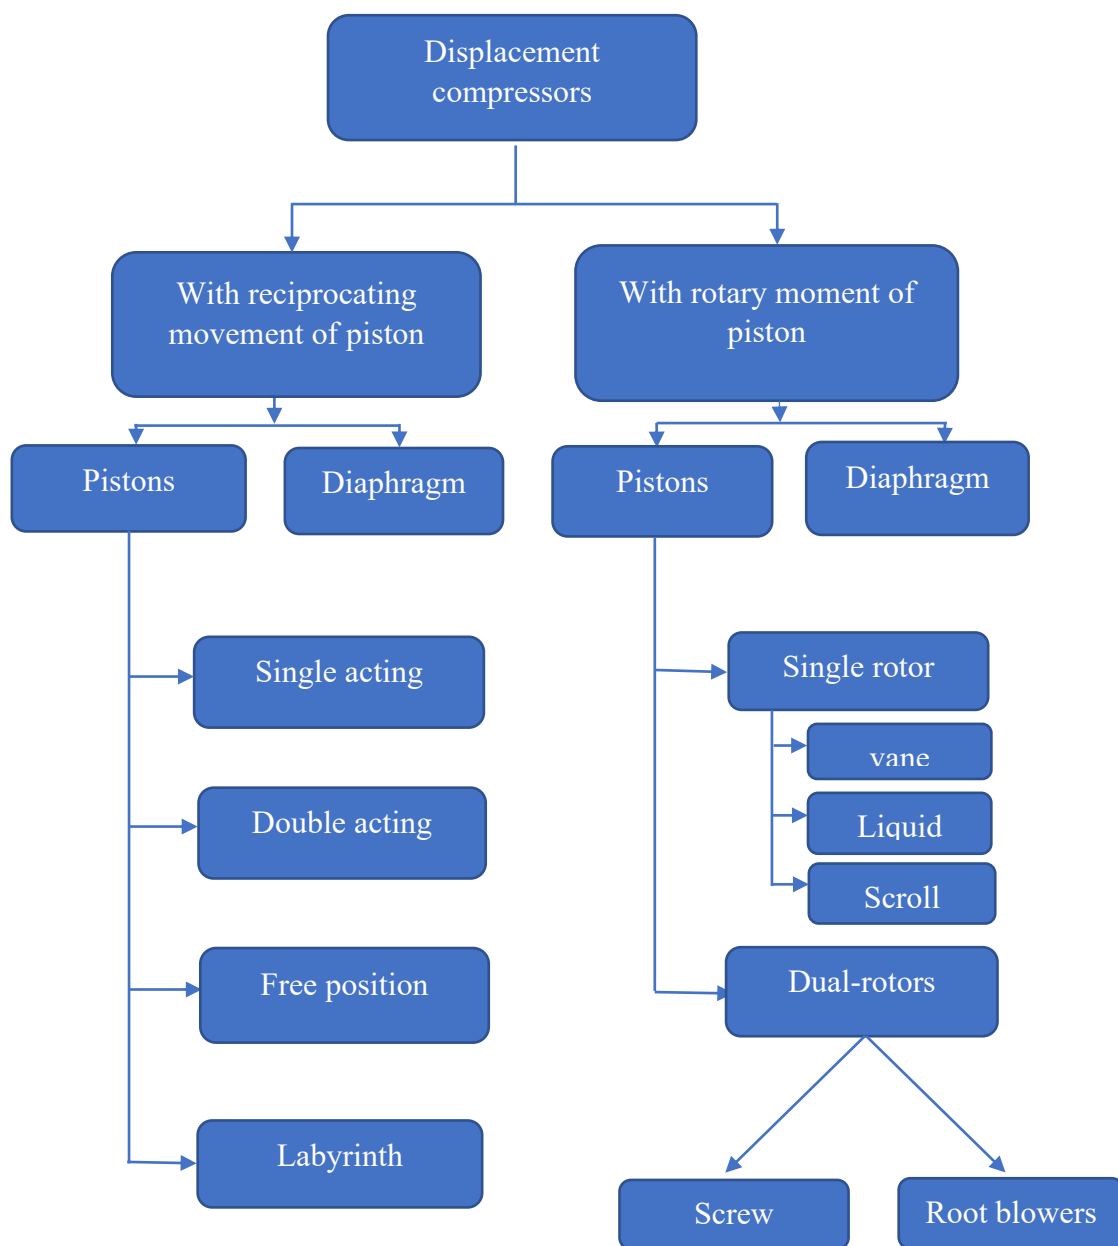 Displacement
compressors
With reciprocating
movement of piston
With rotary moment of
piston
Pistons
Diaphragm
Pistons
Diaphragm
Single acting
Double acting
Free position
Labyrinth
Single rotor
vane
Liquid
Scroll
Dual-rotors
Screw
Root blowers